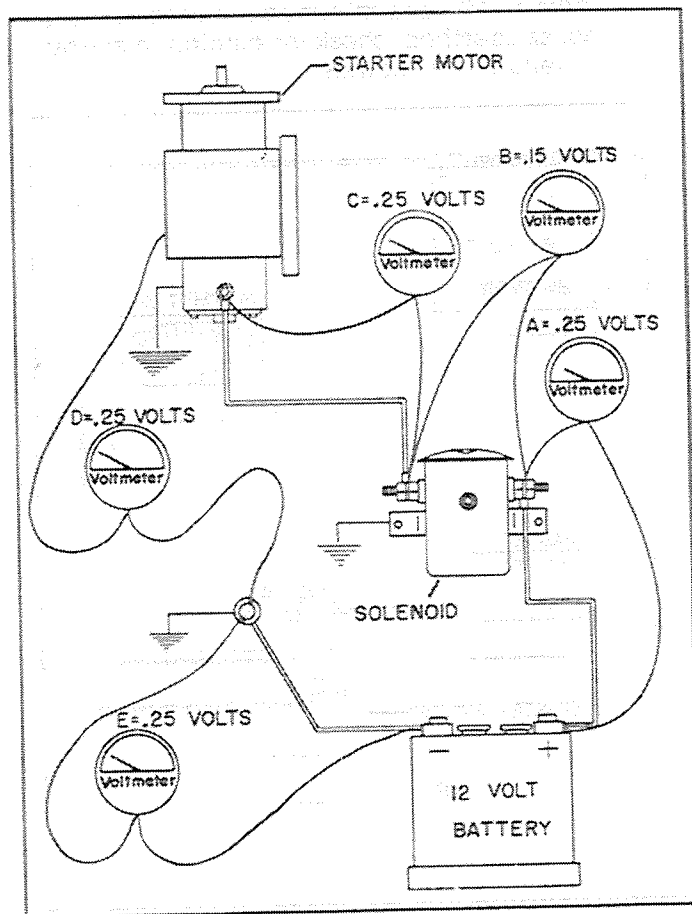 STARTER MOTOR
B=.15 VOLTS
C=.25 VOLTS
Voltmeter
Voltmeter
A=.25 VOLTS
Voltmeter
D=.25 VOLTS
Voltmeter
SOLENOID
E=.25 VOLTS
Voltmeter
− +
12 VOLT
BATTERY